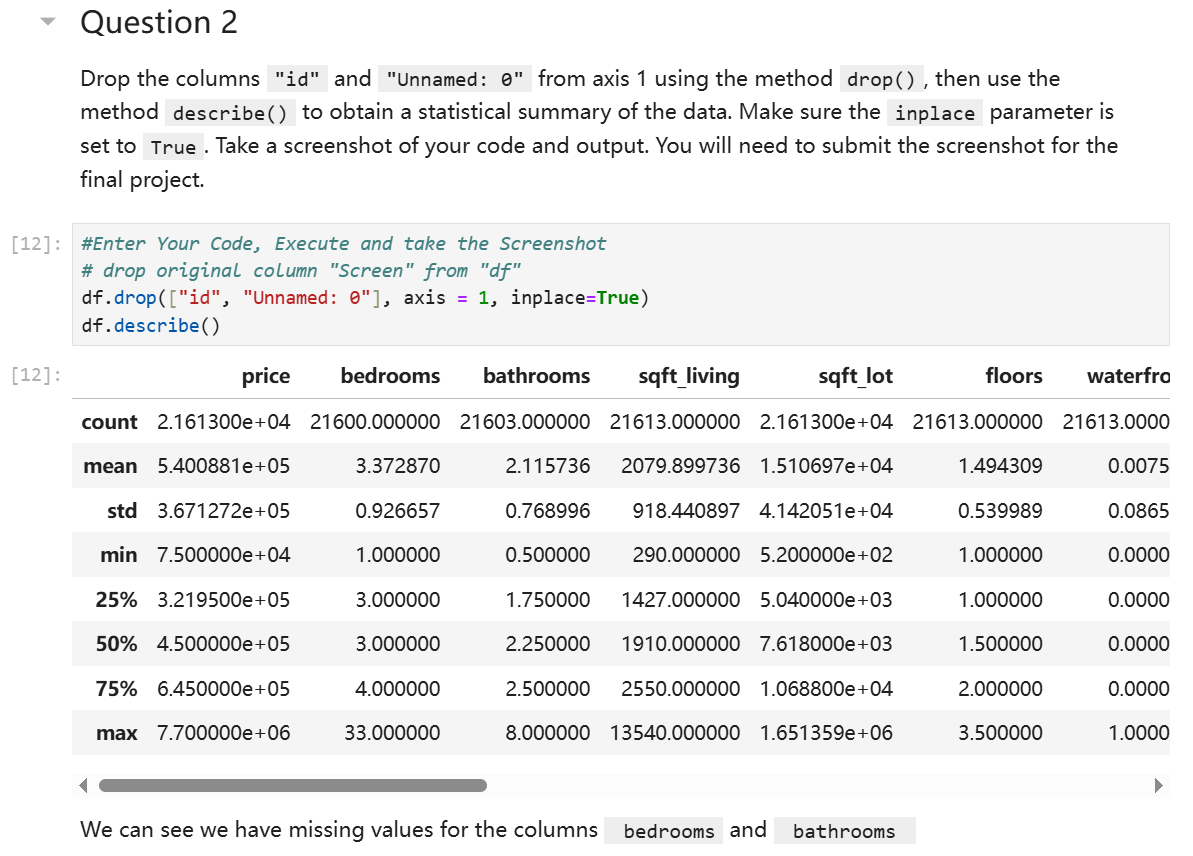 Question 2
Drop the columns "id" and "Unnamed: 0" from axis 1 using the method drop(), then use the
method describe() to obtain a statistical summary of the data. Make sure the inplace parameter is
set to True. Take a screenshot of your code and output. You will need to submit the screenshot for the
final project.
[12]: #Enter Your Code, Execute and take the Screenshot
# drop original column "Screen" from "df"
df.drop(["id", "Unnamed: 0"], axis = 1, inplace=True)
df.describe()
[12]: price bedrooms bathrooms sqft_living sqft_lot floors waterfro
count 2.161300e+04 21600.000000 21603.000000 21613.000000 2.161300e+04 21613.000000 21613.0000
mean 5.400881e+05 3.372870 2.115736 2079.899736 1.510697e+04 1.494309 0.0075
std 3.671272e+05 0.926657 0.768996 918.440897 4.142051e+04 0.539989 0.0865
min 7.500000e+04 1.000000 0.500000 290.000000 5.200000e+02 1.000000 0.0000
25% 3.219500e+05 3.000000 1.750000 1427.000000 5.040000e+03 1.000000 0.0000
50% 4.500000e+05 3.000000 2.250000 1910.000000 7.618000e+03 1.500000 0.0000
75% 6.450000e+05 4.000000 2.500000 2550.000000 1.068800e+04 2.000000 0.0000
max 7.700000e+06 33.000000 8.000000 13540.000000 1.651359e+06 3.500000 1.0000
We can see we have missing values for the columns bedrooms and bathrooms